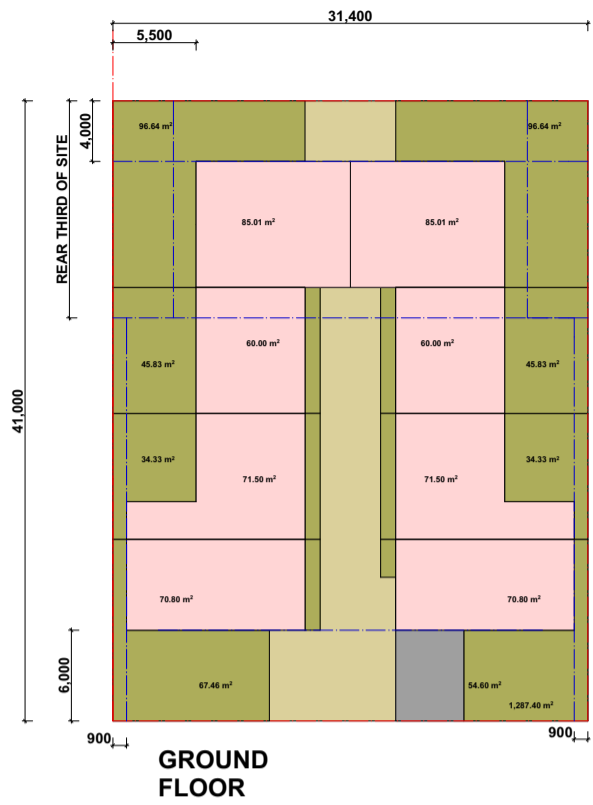 31,400
5,500
96.64 m²
96.64 m²
4,000
REAR THIRD OF SITE
85.01 m²
85.01 m²
60.00 m²
60.00 m²
45.83 m²
45.83 m²
41,000
34.33 m²
34.33 m²
71.50 m²
71.50 m²
70.80 m²
70.80 m²
6,000
67.46 m²
54.60 m²
1,287.40 m²
900
900
GROUND
FLOOR